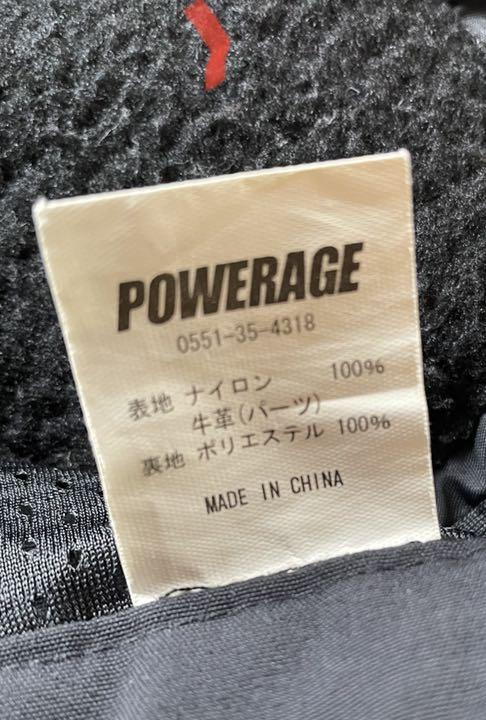 POWERAGE
0551-35-4318
表地 ナイロン 100%
牛革(パーツ)
裏地 ポリエステル 100%
MADE IN CHINA